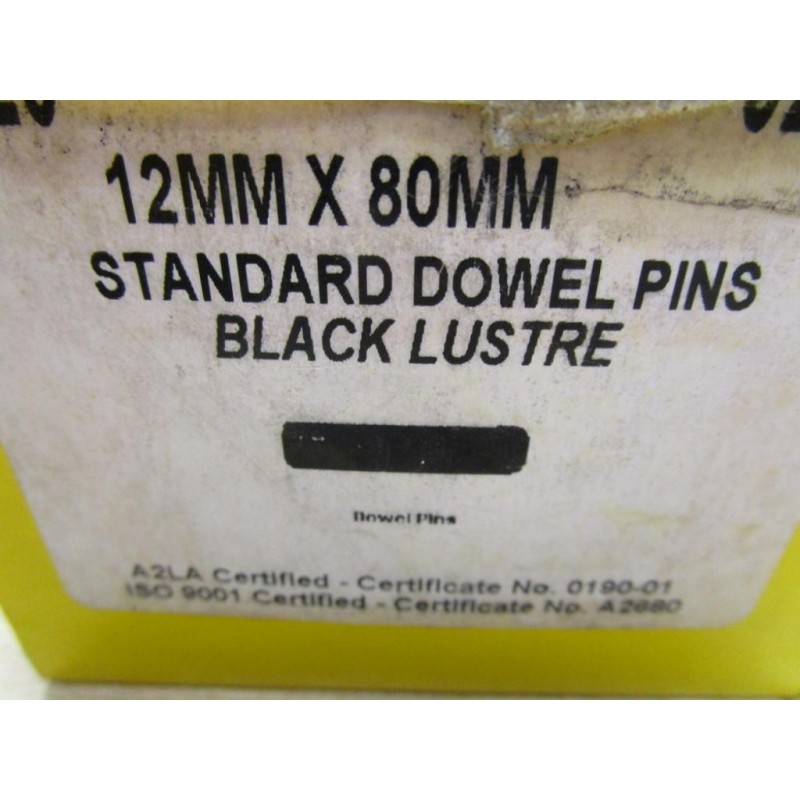 12MM X 80MM
STANDARD DOWEL PINS
BLACK LUSTRE
Dowel Pins
A2LA Certified - Certificate No. 0190-01
ISO 9001 Certified - Certificate No. A2680